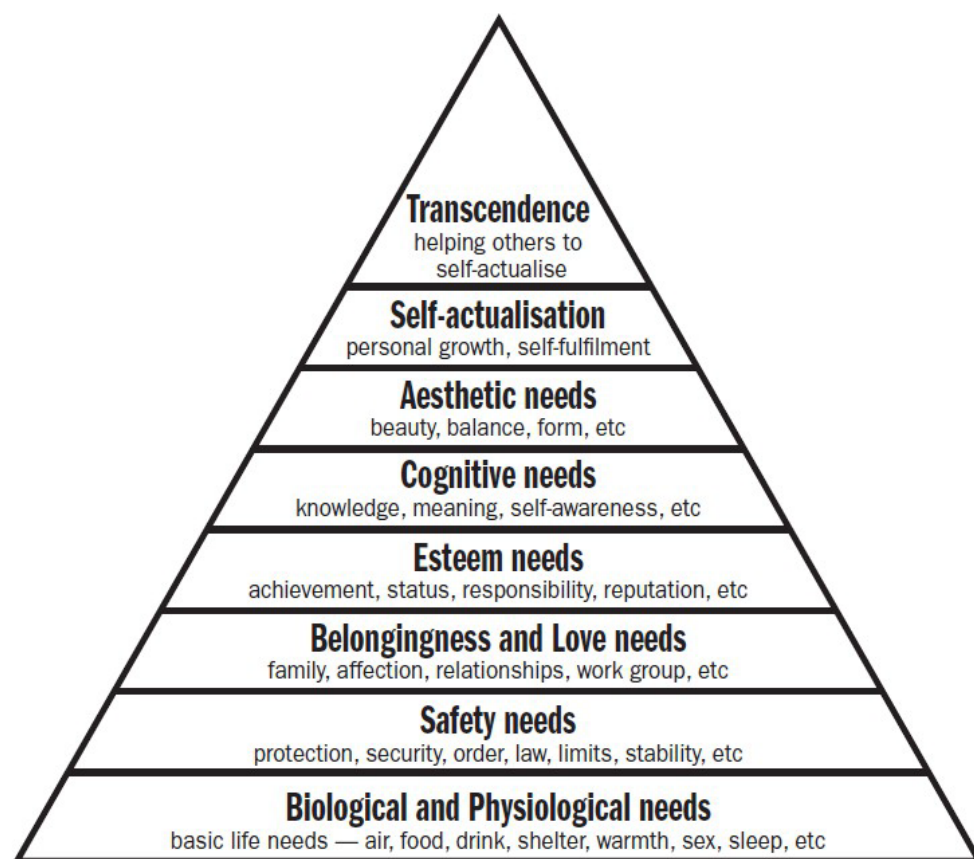 Transcendence
helping others to
self-actualise
Self-actualisation
personal growth, self-fulfilment
Aesthetic needs
beauty, balance, form, etc
Cognitive needs
knowledge, meaning, self-awareness, etc
Esteem needs
achievement, status, responsibility, reputation, etc
Belongingness and Love needs
family, affection, relationships, work group, etc
Safety needs
protection, security, order, law, limits, stability, etc
Biological and Physiological needs
basic life needs — air, food, drink, shelter, warmth, sex, sleep, etc